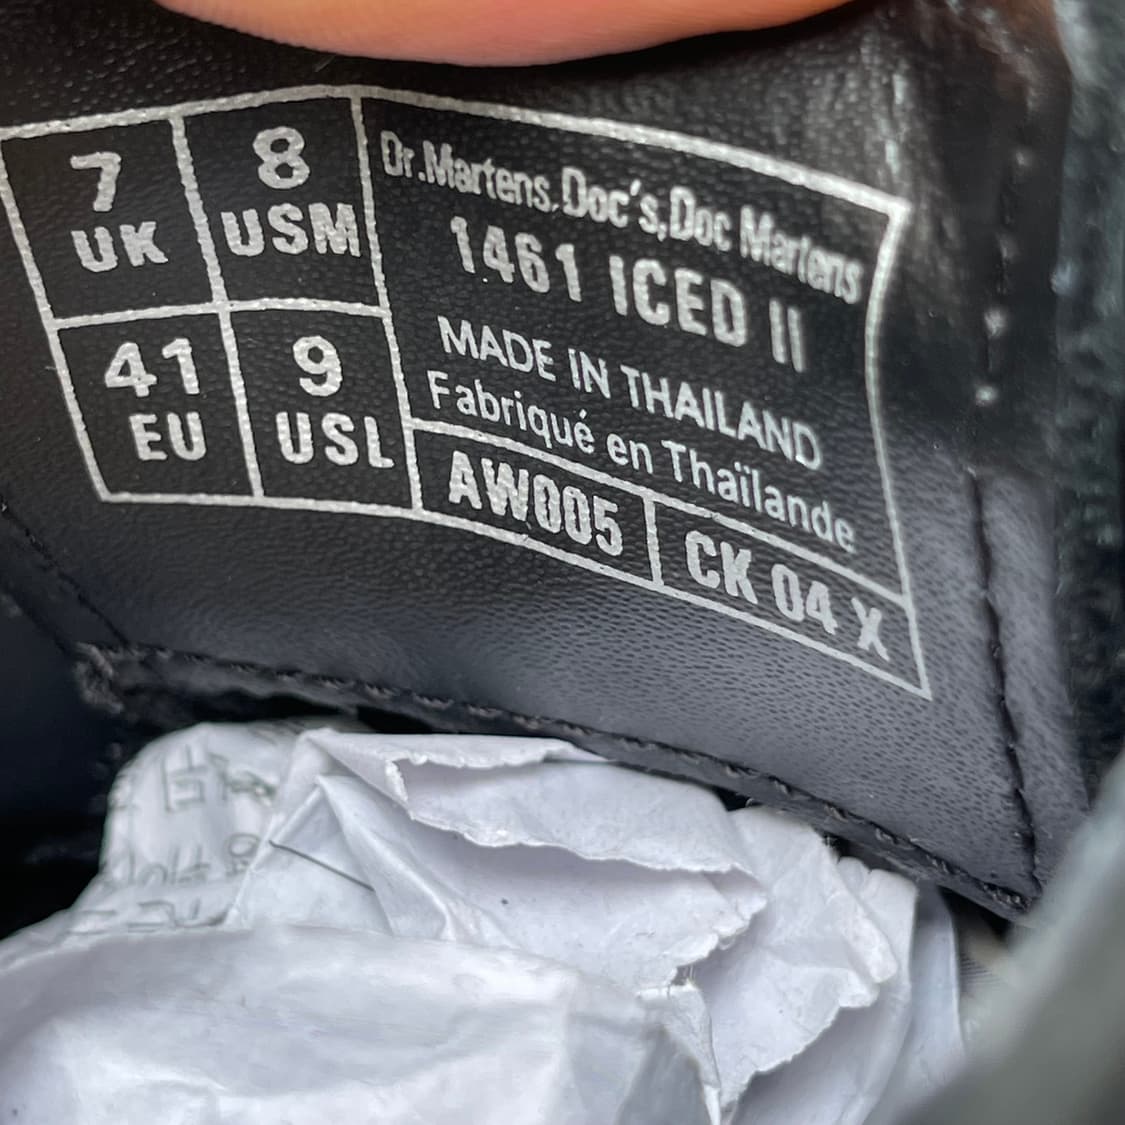 7
UK
8
USM
41
EU
9
USL
Dr.Martens,Doc's,Doc Martens
1461 ICED II
MADE IN THAILAND
Fabriqué en Thaïlande
AW005
CK 04 X